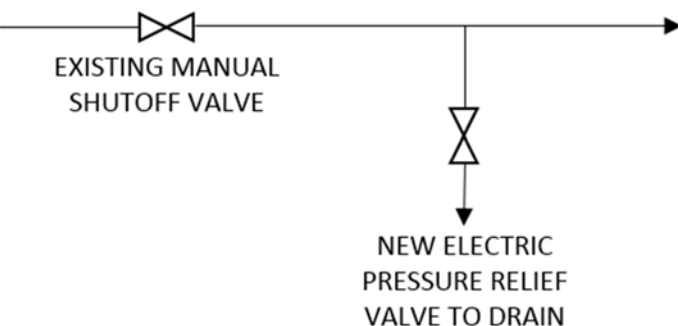 EXISTING MANUAL
SHUTOFF VALVE
NEW ELECTRIC
PRESSURE RELIEF
VALVE TO DRAIN